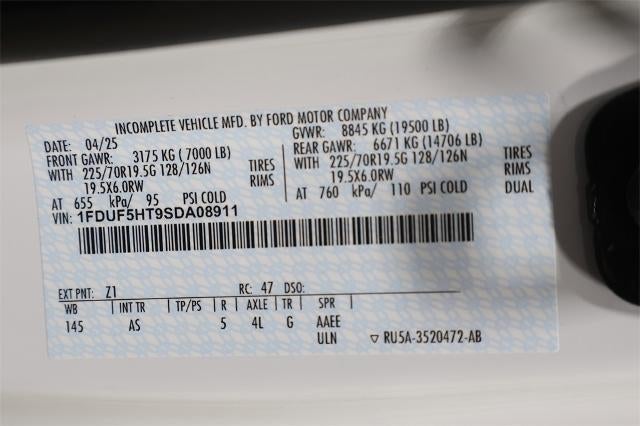 INCOMPLETE VEHICLE MFD. BY FORD MOTOR COMPANY
DATE: 04/25 GVWR: 8845 KG (19500 LB)
FRONT GAWR: 3175 KG (7000 LB) REAR GAWR: 6671 KG (14706 LB)
WITH 225/70R19.5G 128/126N TIRES WITH 225/70R19.5G 128/126N TIRES
19.5X6.0RW RIMS 19.5X6.0RW RIMS
AT 655 kPa/ 95 PSI COLD AT 760 kPa/ 110 PSI COLD DUAL
VIN: 1FDUF5HT9SDA08911
EXT PNT: Z1 RC: 47 DSO:
WB INT TR TP/PS R AXLE TR SPR
145 AS 5 4L G AAEE
ULN ▽ RU5A-3520472-AB